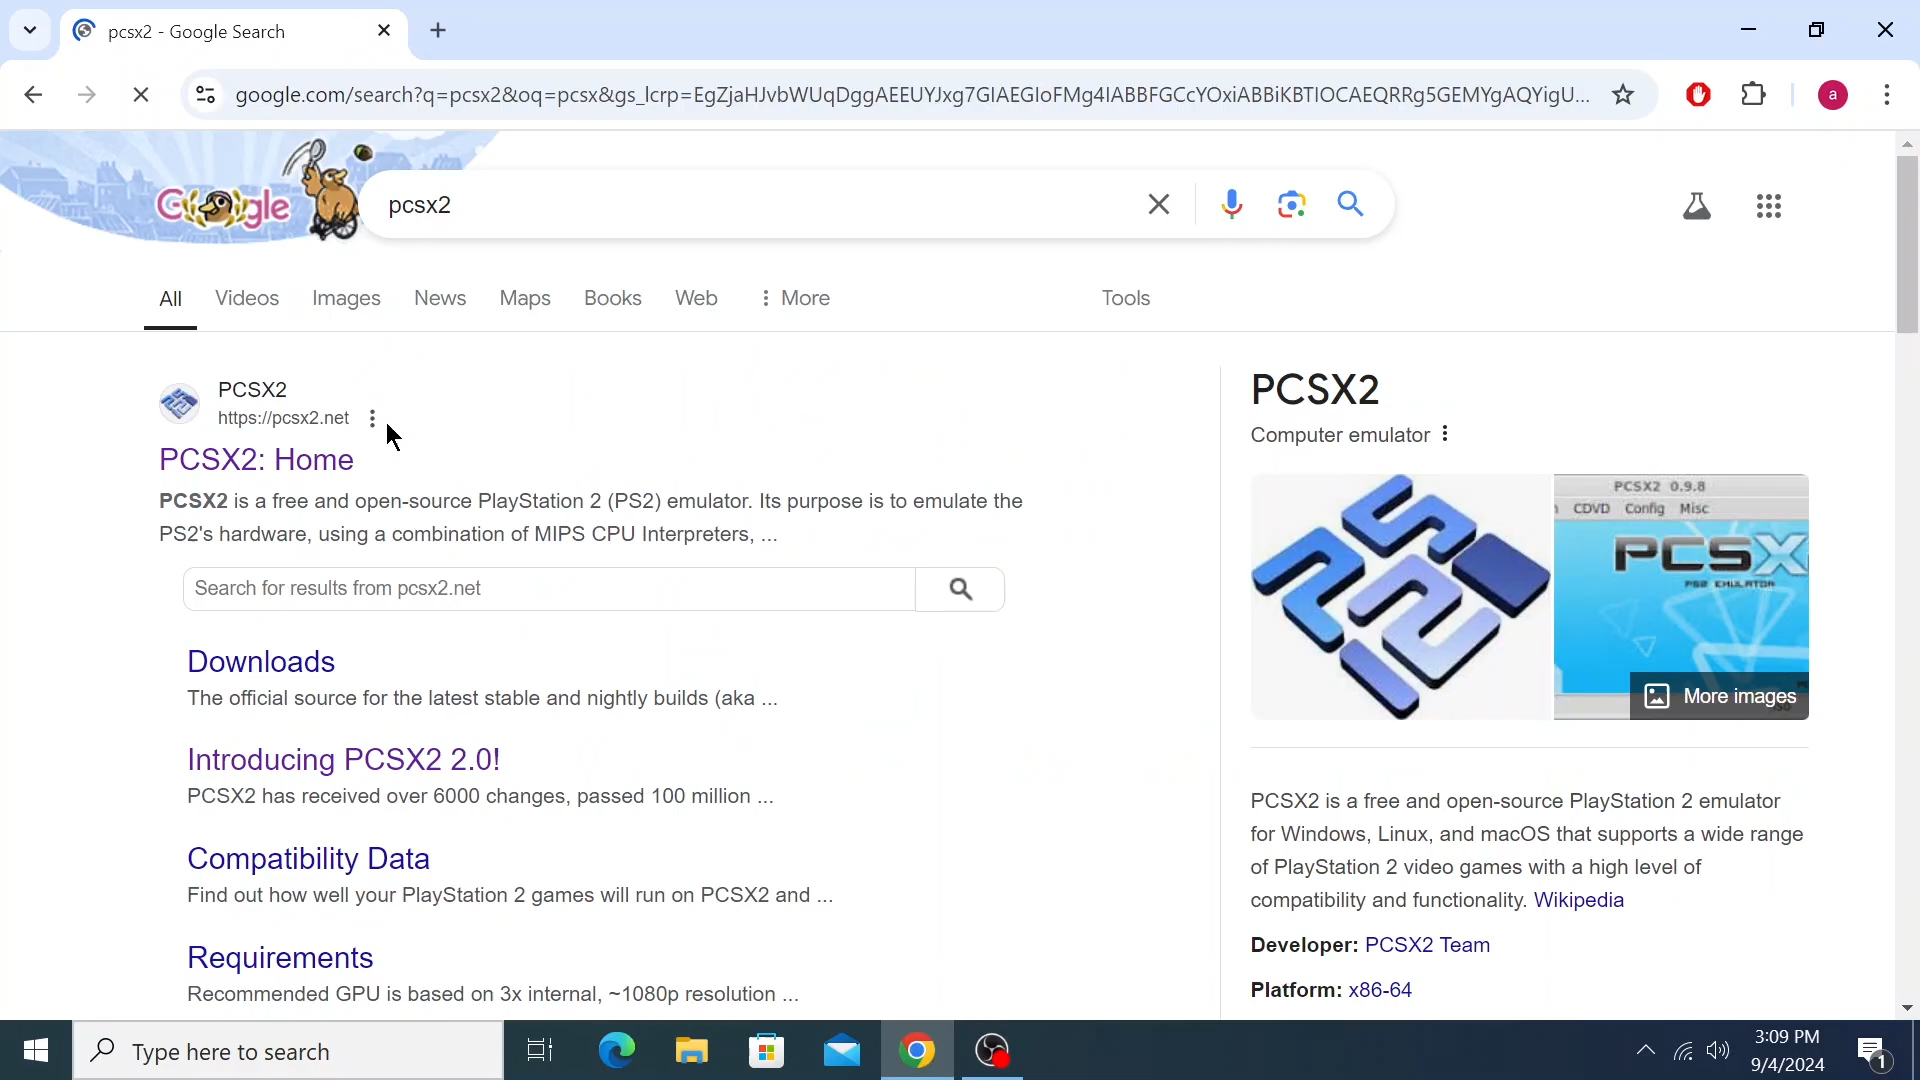 pcsx2 - Google Search
google.com/search?q=pcsx2&oq=pcsx&gs_lcrp=EgZjaHJvbWUqDggAEEUYJxg7GIAEGIoFMg4IABBFGCcYOxiABBiKBTIOCAEQRRg5GEMYgAQYigU...
a
Google
pcsx2
All
Videos
Images
News
Maps
Books
Web
More
Tools
PCSX2
https://pcsx2.net
PCSX2: Home
PCSX2 is a free and open-source PlayStation 2 (PS2) emulator. Its purpose is to emulate the
PS2's hardware, using a combination of MIPS CPU Interpreters, ...
Search for results from pcsx2.net
Downloads
The official source for the latest stable and nightly builds (aka ...
Introducing PCSX2 2.0!
PCSX2 has received over 6000 changes, passed 100 million ...
Compatibility Data
Find out how well your PlayStation 2 games will run on PCSX2 and ...
Requirements
Recommended GPU is based on 3x internal, ~1080p resolution ...
PCSX2
Computer emulator
PCSX2 0.9.8
CDVD Config Misc
PCSX
PS2 EMULATOR
More images
PCSX2 is a free and open-source PlayStation 2 emulator
for Windows, Linux, and macOS that supports a wide range
of PlayStation 2 video games with a high level of
compatibility and functionality. Wikipedia
Developer: PCSX2 Team
Platform: x86-64
Type here to search
3:09 PM
9/4/2024
1